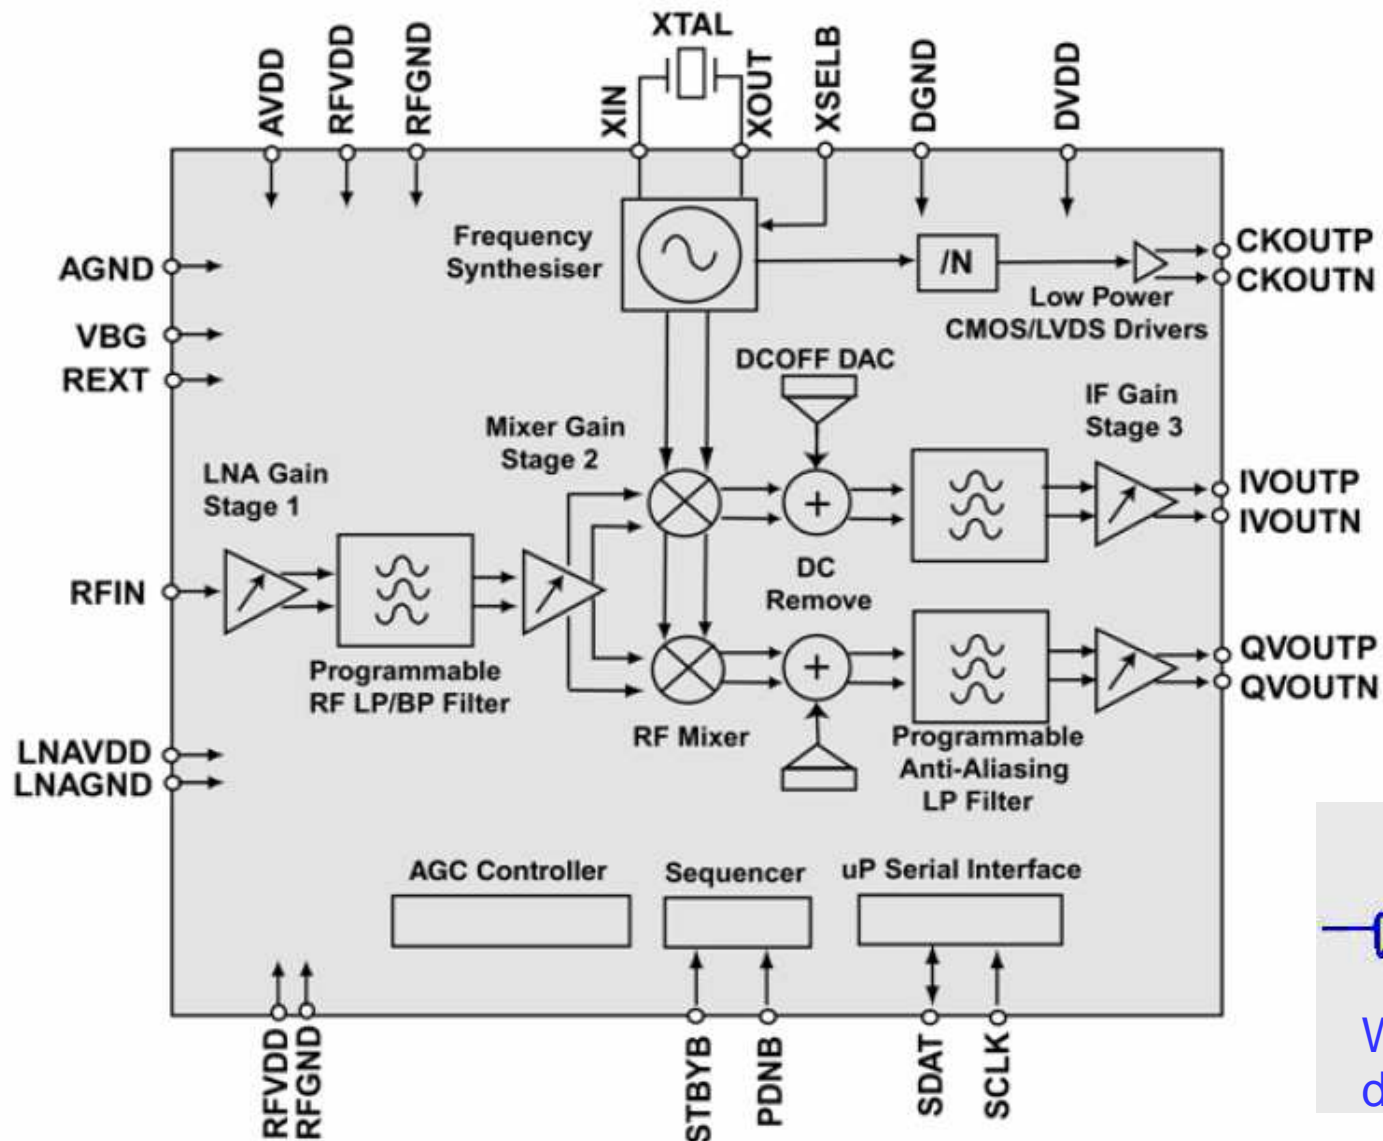 XTAL
AVDD
RFVDD
RFGND
XIN
XOUT
XSELB
DGND
DVDD
Frequency
Synthesiser
/N
CKOUTP
CKOUTN
Low Power
CMOS/LVDS Drivers
AGND
VBG
REXT
DCOFF DAC
IF Gain
Stage 3
Mixer Gain
Stage 2
LNA Gain
Stage 1
IVOUTP
IVOUTN
RFIN
DC
Remove
Programmable
RF LP/BP Filter
RF Mixer
QVOUTP
QVOUTN
Programmable
Anti-Aliasing
LP Filter
LNAVDD
LNAGND
AGC Controller
Sequencer
uP Serial Interface
RFVDD
RFGND
STBYB
PDNB
SDAT
SCLK